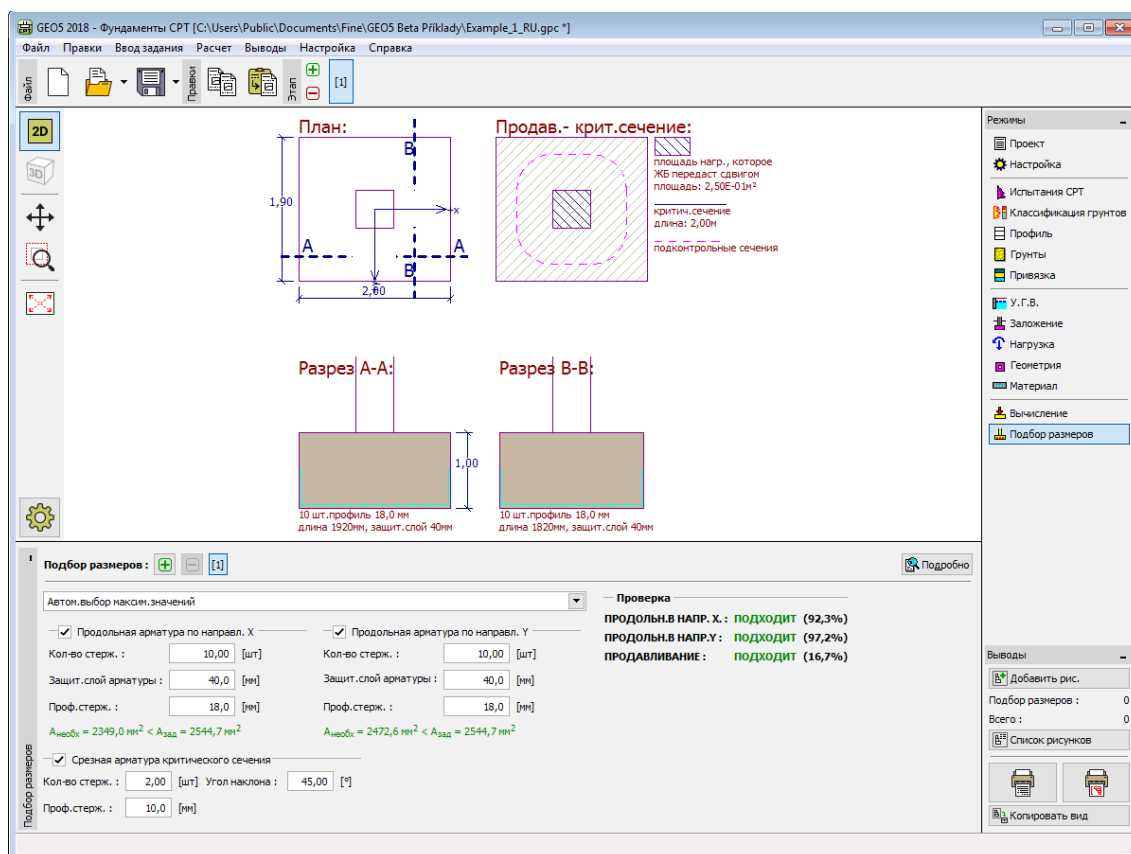 GEO5 2018 - Фундаменты CPT [C:\Users\Public\Documents\Fine\GEO5 Beta Příklady\Example_1_RU.gpc *]
Файл Правки Ввод задания Расчет Выводы Настройка Справка
Файл
Правки
Этап
[1]
2D
3D
План:
B
1,90
x
A
A
B
2,00
Продав.- крит.сечение:
площадь нагр., которое
ЖБ передаст сдвигом
площадь: 2,50E-01м²
критич.сечение
длина: 2,00м
подконтрольные сечения
Разрез A-A:
1,00
10 шт.профиль 18,0 мм
длина 1920мм, защит.слой 40мм
Разрез B-B:
10 шт.профиль 18,0 мм
длина 1820мм, защит.слой 40мм
Режимы
Проект
Настройка
Испытания CPT
Классификация грунтов
Профиль
Грунты
Привязка
У.Г.В.
Заложение
Нагрузка
Геометрия
Материал
Вычисление
Подбор размеров
Подбор размеров
Подбор размеров : [1]
Подробно
Автом.выбор максим.значений
Продольная арматура по направл. X
Кол-во стерж. : 10,00 [шт]
Защит.слой арматуры : 40,0 [мм]
Проф.стерж. : 18,0 [мм]
Aнеобх = 2349,0 мм² < Aзад = 2544,7 мм²
Продольная арматура по направл. Y
Кол-во стерж. : 10,00 [шт]
Защит.слой арматуры : 40,0 [мм]
Проф.стерж. : 18,0 [мм]
Aнеобх = 2472,6 мм² < Aзад = 2544,7 мм²
Срезная арматура критического сечения
Кол-во стерж. : 2,00 [шт] Угол наклона : 45,00 [°]
Проф.стерж. : 10,0 [мм]
Проверка
ПРОДОЛЬН.В НАПР. X. : ПОДХОДИТ (92,3%)
ПРОДОЛЬН.В НАПР.Y : ПОДХОДИТ (97,2%)
ПРОДАВЛИВАНИЕ : ПОДХОДИТ (16,7%)
Выводы
Добавить рис.
Подбор размеров : 0
Всего : 0
Список рисунков
Копировать вид